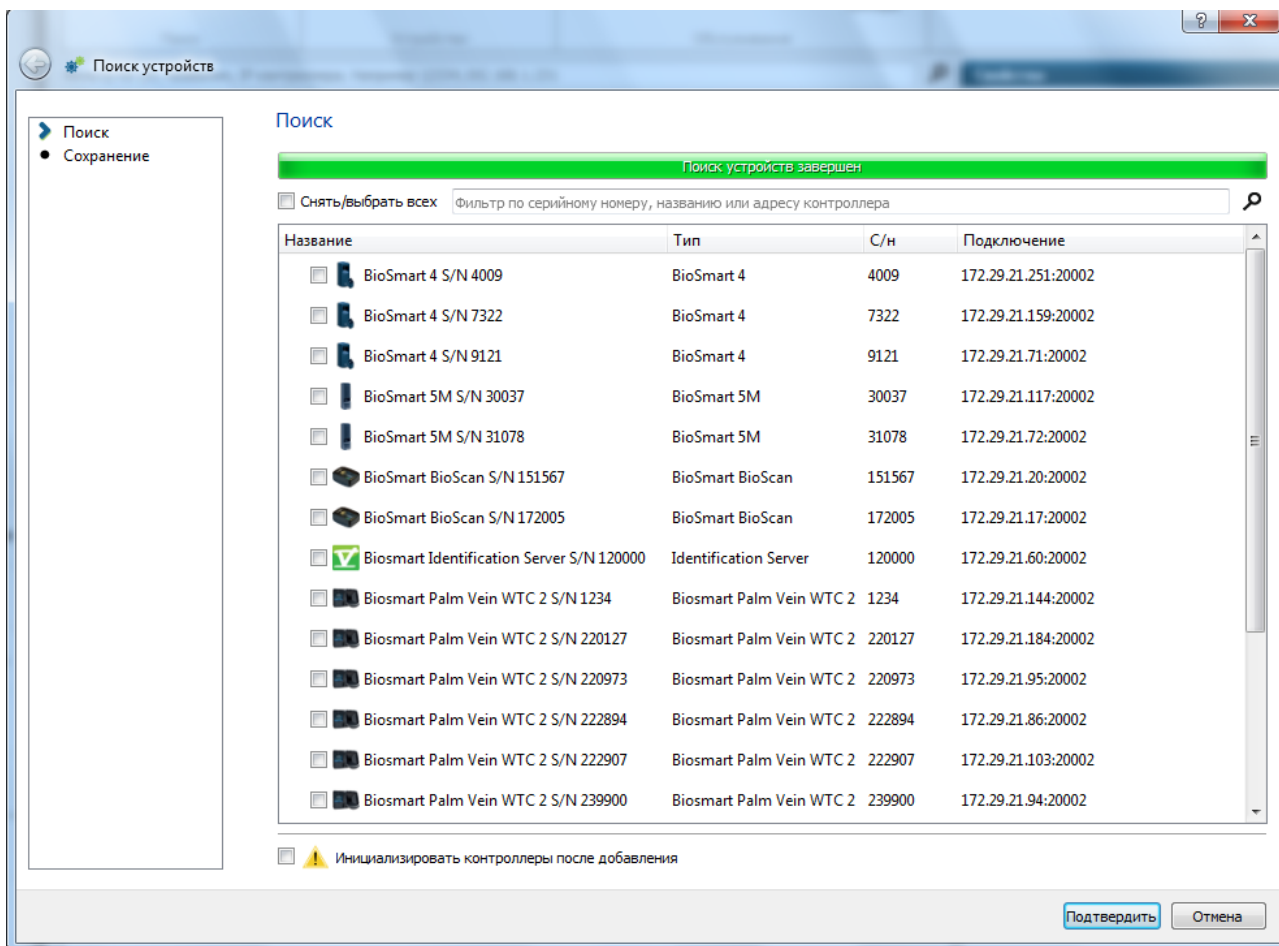 Поиск устройств
Поиск
Сохранение
Поиск
Поиск устройств завершен
Снять/выбрать всех Фильтр по серийному номеру, названию или адресу контроллера
Название Тип С/н Подключение
BioSmart 4 S/N 4009 BioSmart 4 4009 172.29.21.251:20002
BioSmart 4 S/N 7322 BioSmart 4 7322 172.29.21.159:20002
BioSmart 4 S/N 9121 BioSmart 4 9121 172.29.21.71:20002
BioSmart 5M S/N 30037 BioSmart 5M 30037 172.29.21.117:20002
BioSmart 5M S/N 31078 BioSmart 5M 31078 172.29.21.72:20002
BioSmart BioScan S/N 151567 BioSmart BioScan 151567 172.29.21.20:20002
BioSmart BioScan S/N 172005 BioSmart BioScan 172005 172.29.21.17:20002
Biosmart Identification Server S/N 120000 Identification Server 120000 172.29.21.60:20002
Biosmart Palm Vein WTC 2 S/N 1234 Biosmart Palm Vein WTC 2 1234 172.29.21.144:20002
Biosmart Palm Vein WTC 2 S/N 220127 Biosmart Palm Vein WTC 2 220127 172.29.21.184:20002
Biosmart Palm Vein WTC 2 S/N 220973 Biosmart Palm Vein WTC 2 220973 172.29.21.95:20002
Biosmart Palm Vein WTC 2 S/N 222894 Biosmart Palm Vein WTC 2 222894 172.29.21.86:20002
Biosmart Palm Vein WTC 2 S/N 222907 Biosmart Palm Vein WTC 2 222907 172.29.21.103:20002
Biosmart Palm Vein WTC 2 S/N 239900 Biosmart Palm Vein WTC 2 239900 172.29.21.94:20002
Инициализировать контроллеры после добавления
Подтвердить Отмена